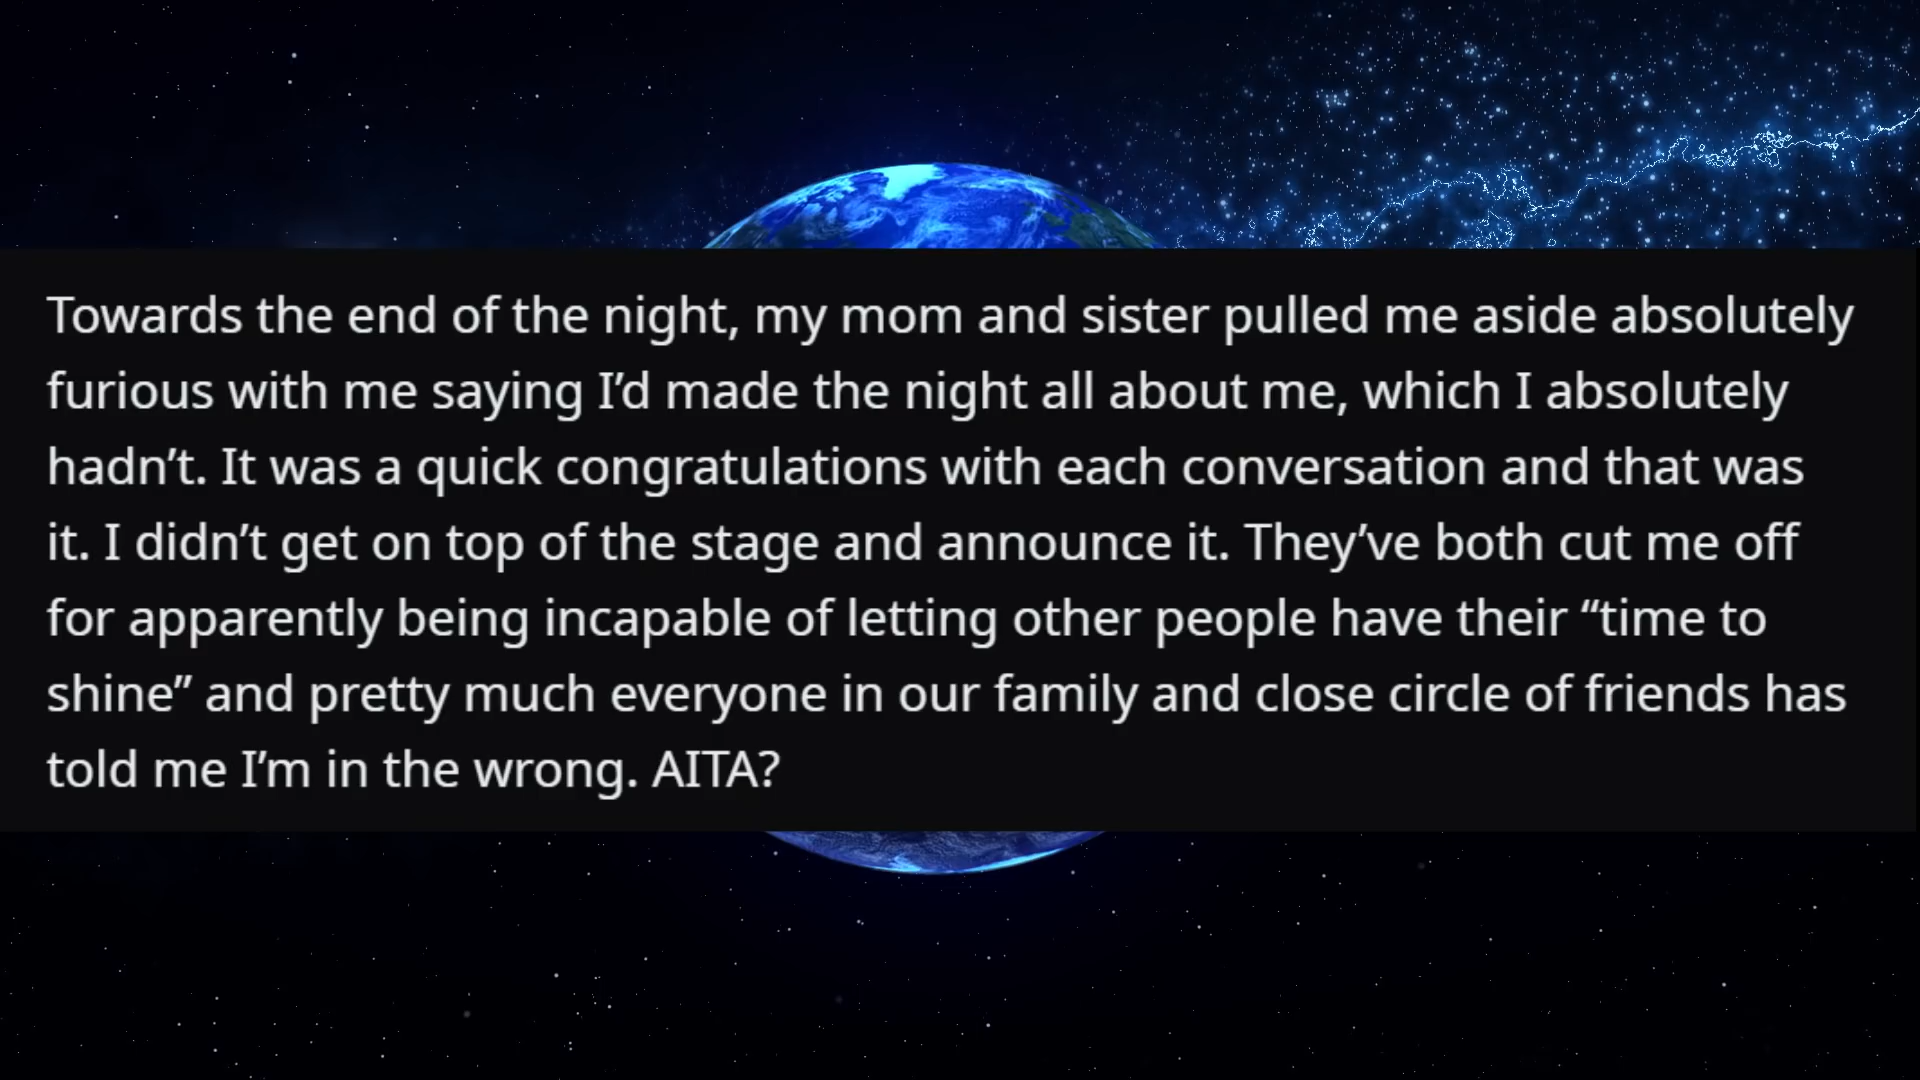 Towards the end of the night, my mom and sister pulled me aside absolutely
furious with me saying I’d made the night all about me, which I absolutely
hadn’t. It was a quick congratulations with each conversation and that was
it. I didn’t get on top of the stage and announce it. They’ve both cut me off
for apparently being incapable of letting other people have their “time to
shine” and pretty much everyone in our family and close circle of friends has
told me I’m in the wrong. AITA?